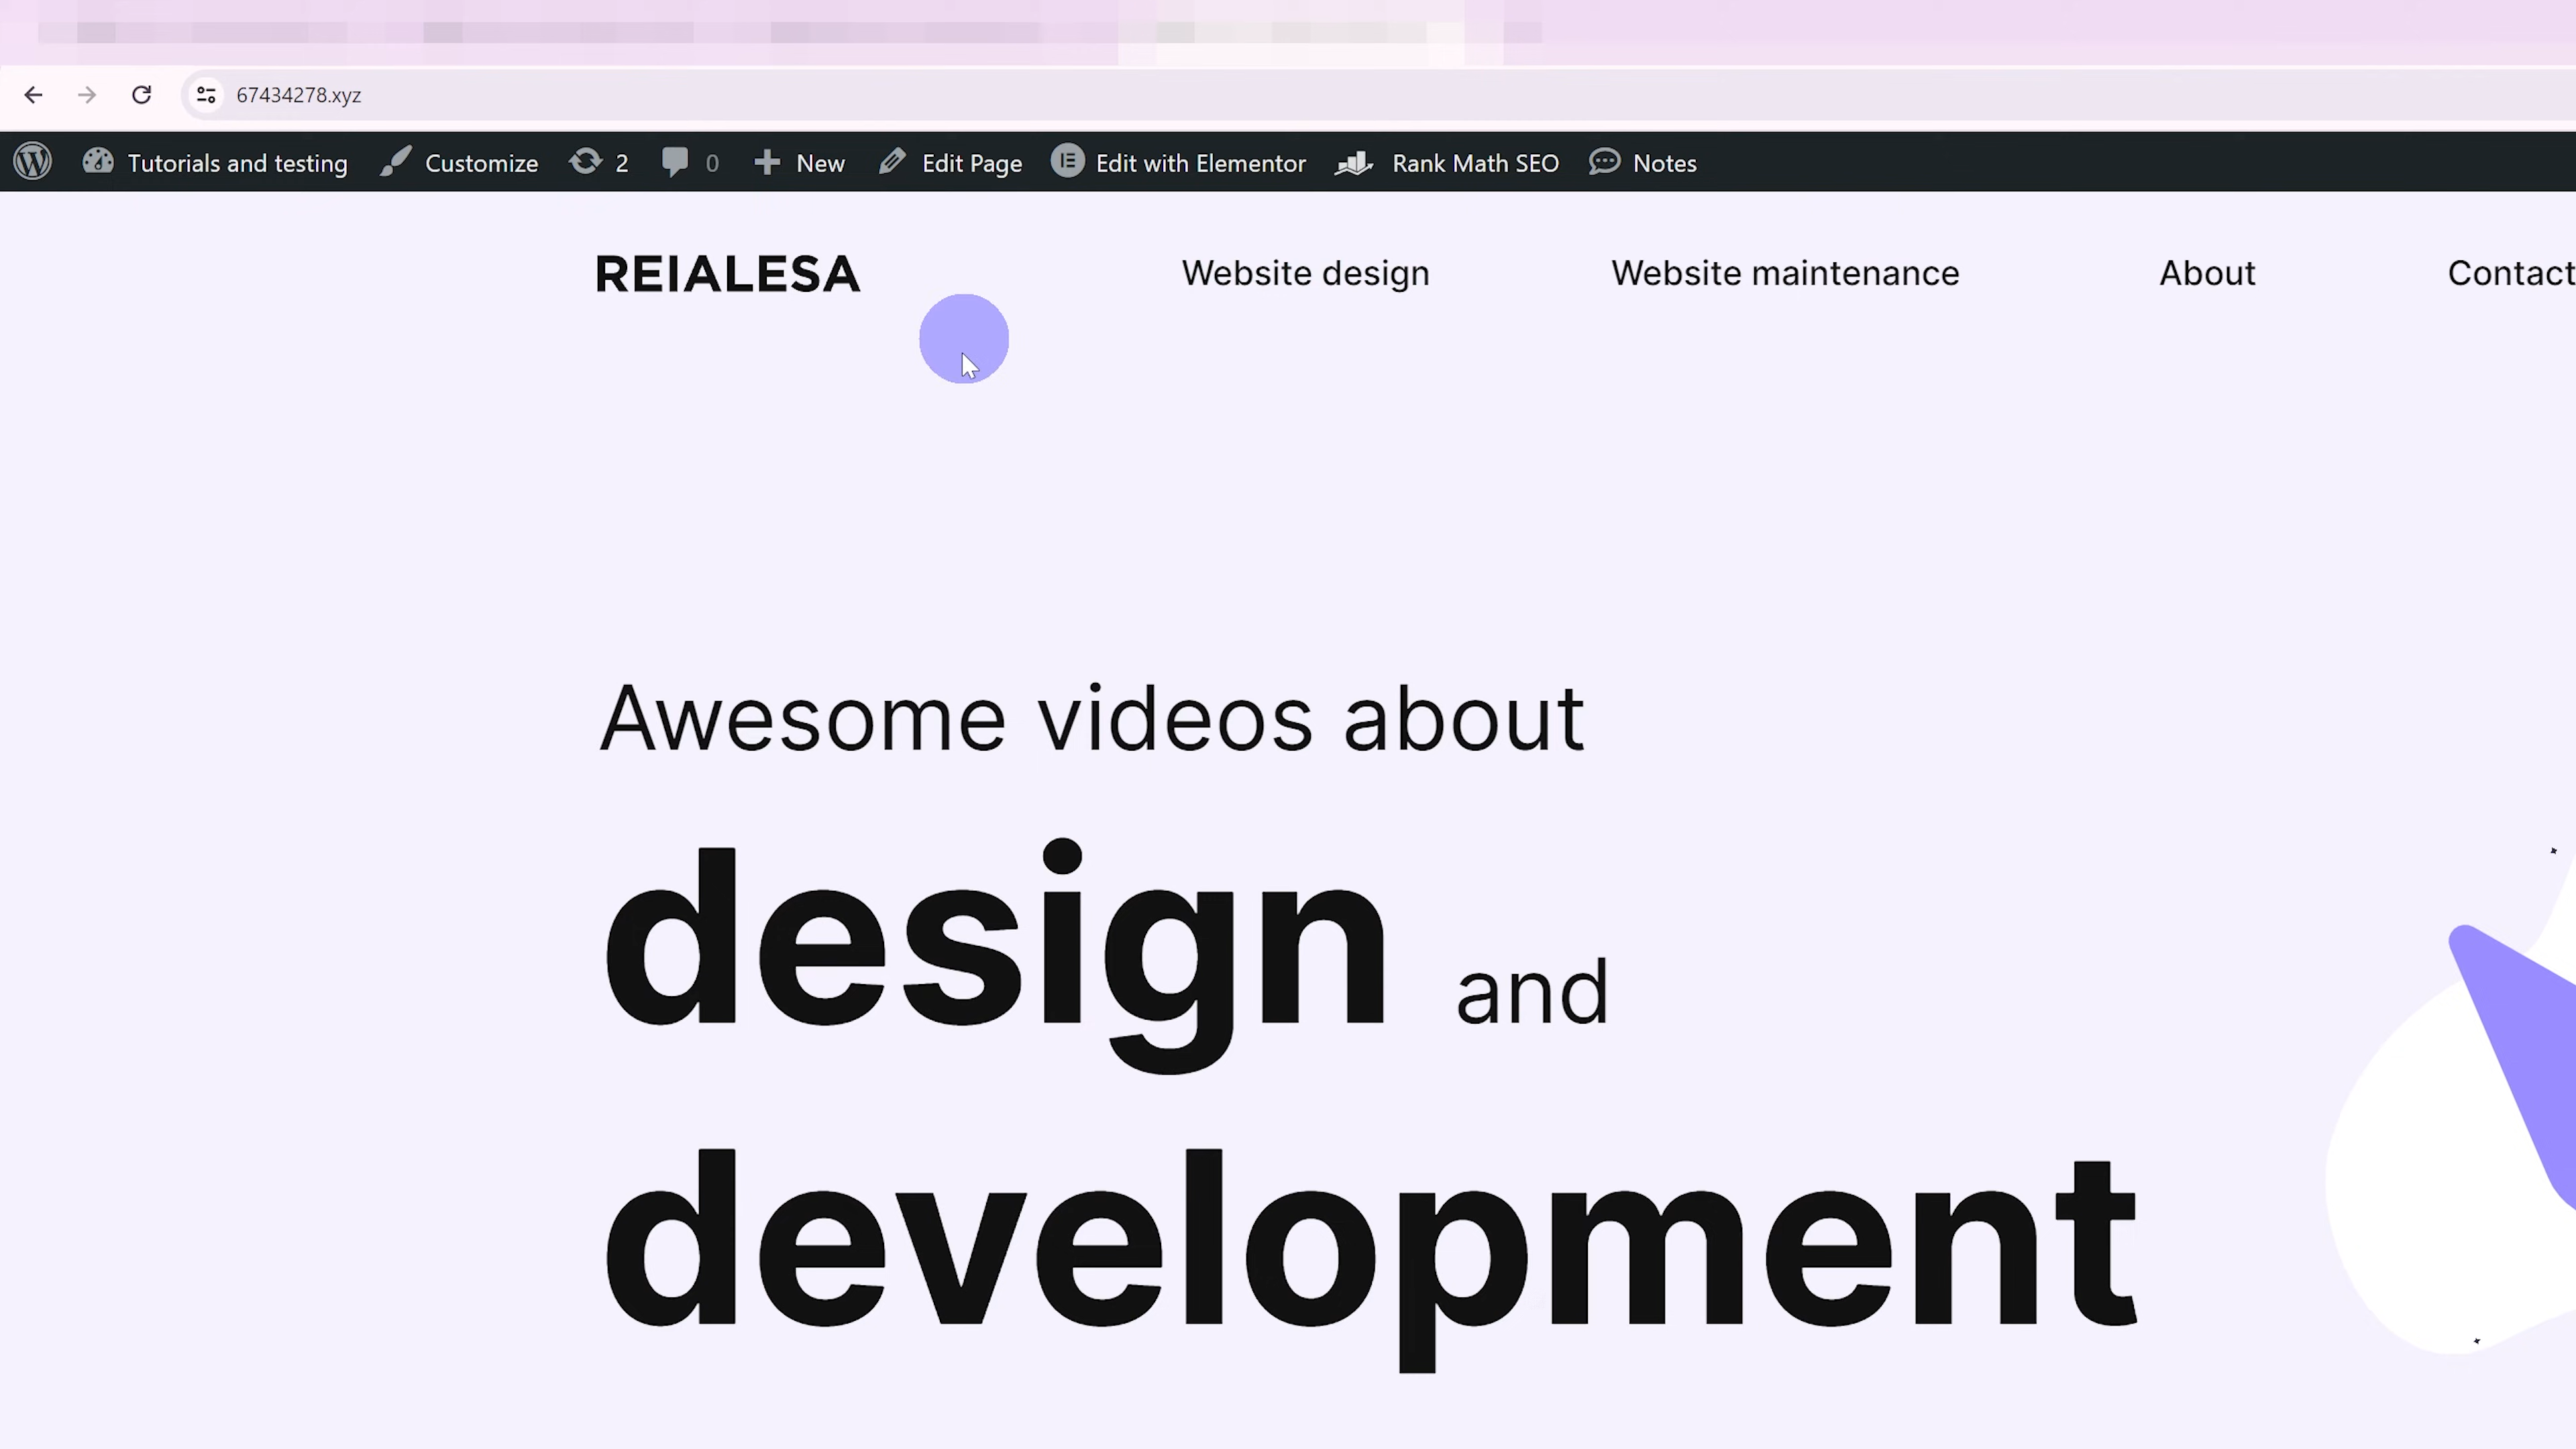 67434278.xyz
Tutorials and testing Customize 2 0 New Edit Page Edit with Elementor Rank Math SEO Notes
REIALESA Website design Website maintenance About Contact
Awesome videos about
design and
development